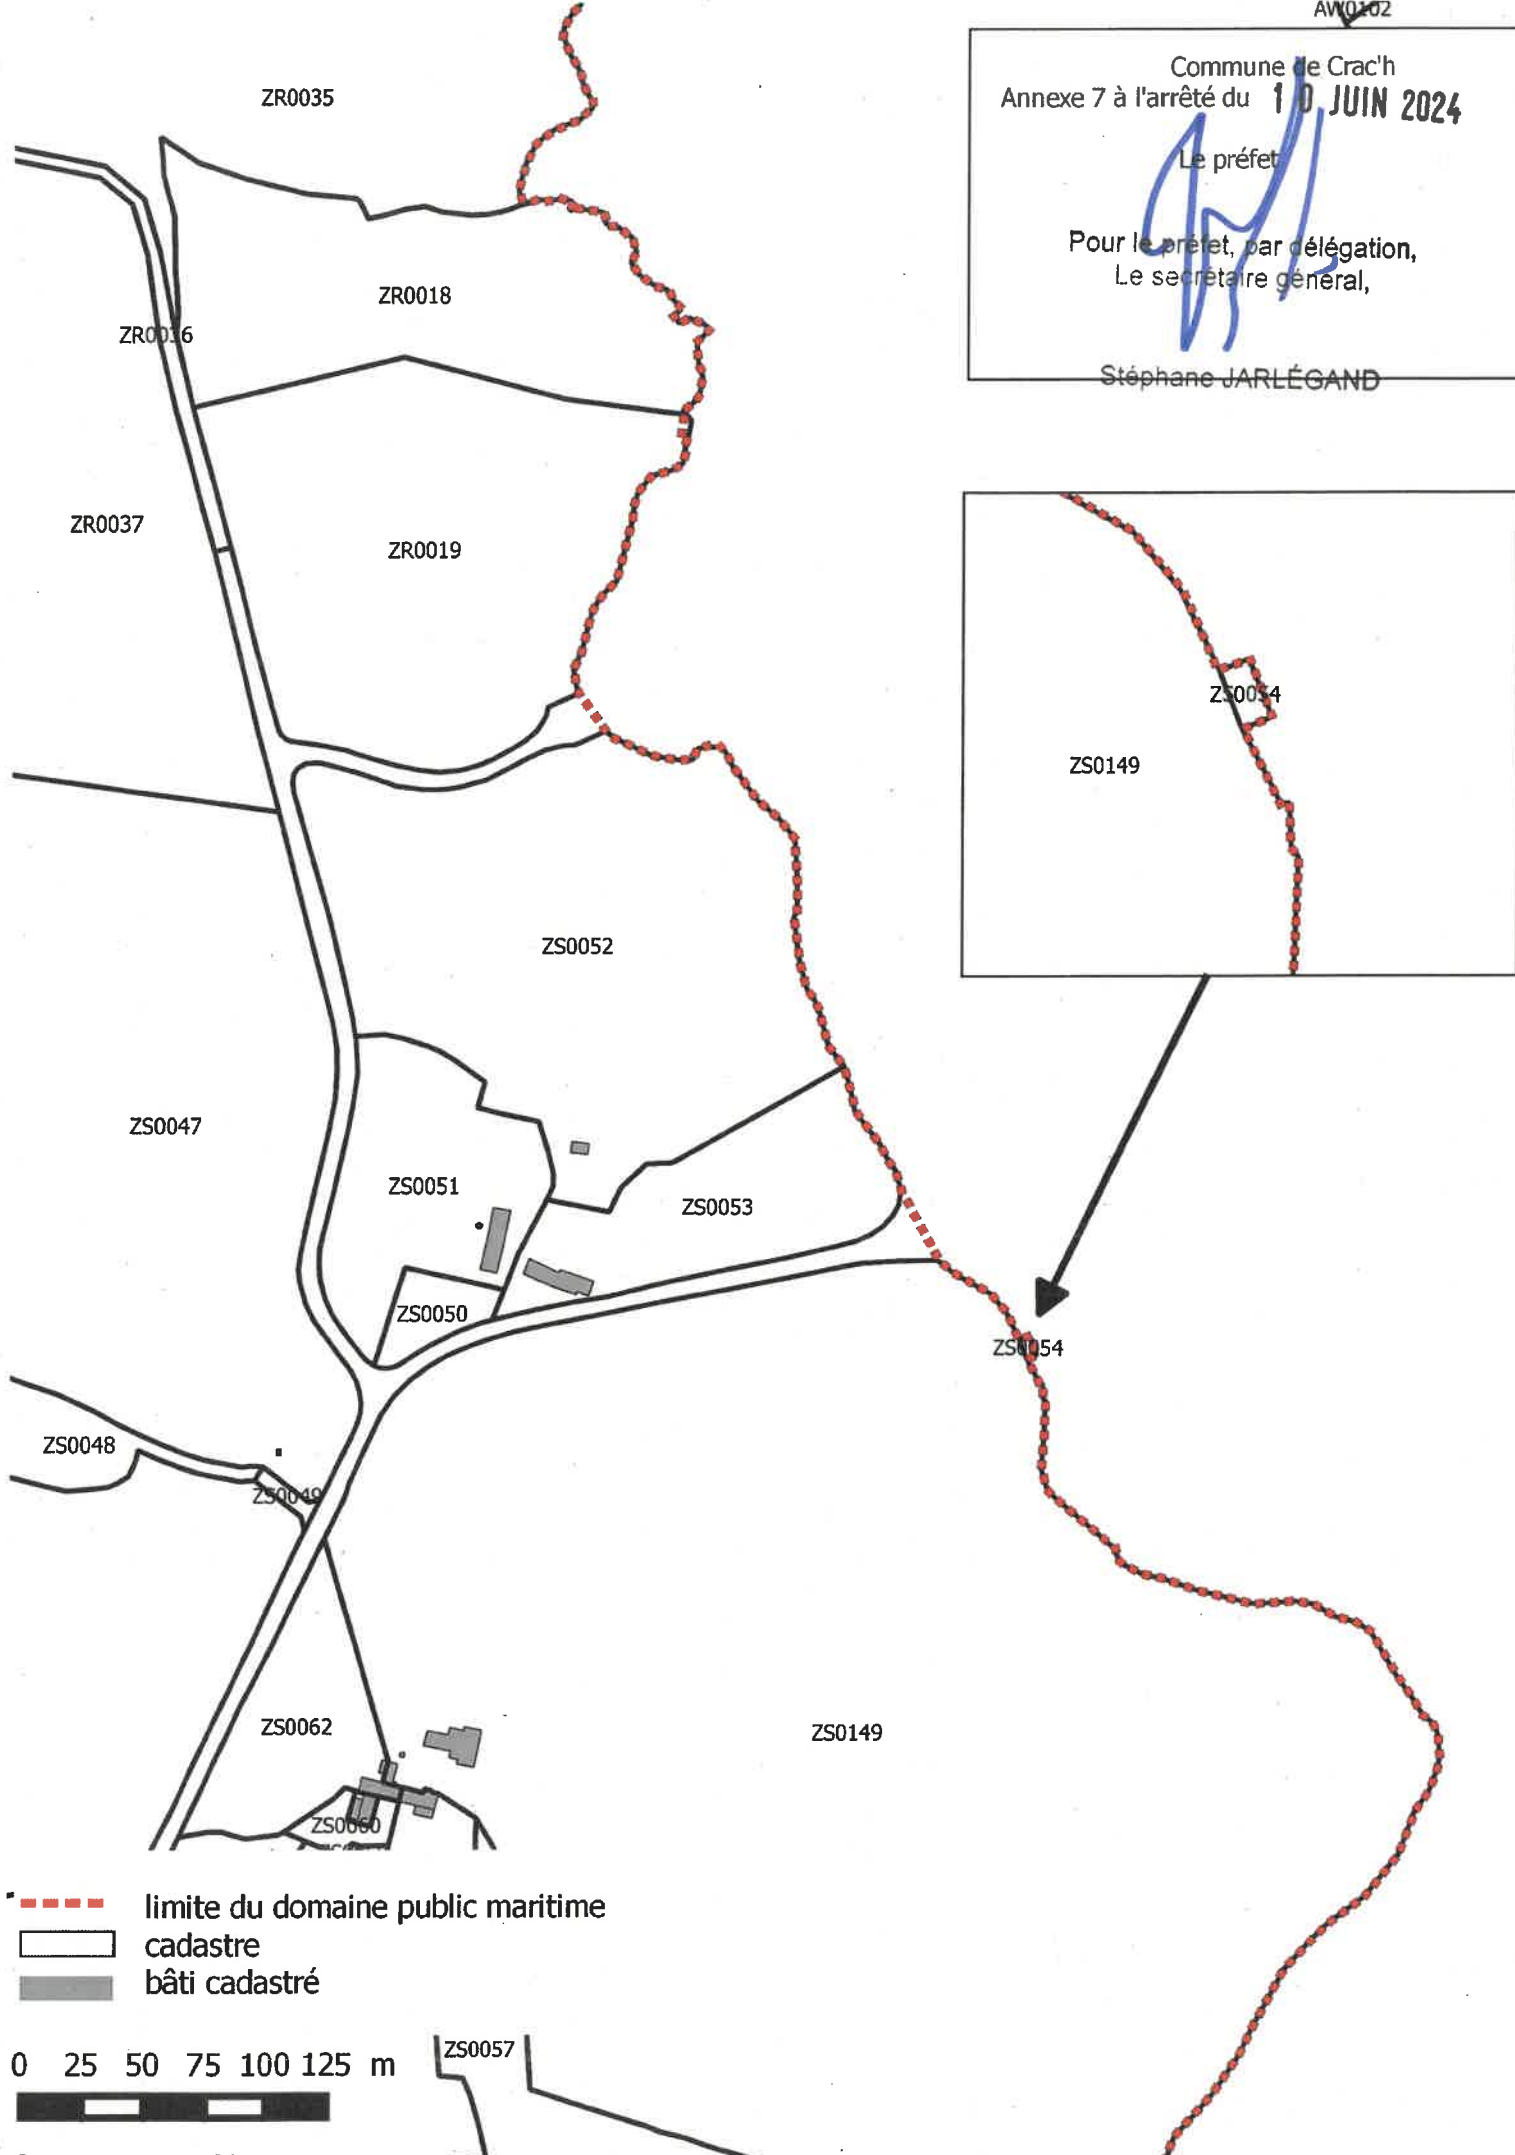 AW0102
Commune de Crac'h
Annexe 7 à l'arrêté du 10 JUIN 2024
Le préfet
Pour le préfet, par délégation,
Le secrétaire général,
Stéphane JARLÉGAND
ZR0035
ZR0018
ZR0036
ZR0037
ZR0019
ZS0054
ZS0149
ZS0052
ZS0047
ZS0051
ZS0053
ZS0050
ZS0054
ZS0048
ZS0049
ZS0062
ZS0149
ZS0060
limite du domaine public maritime
cadastre
bâti cadastré
ZS0057
0 25 50 75 100 125 m